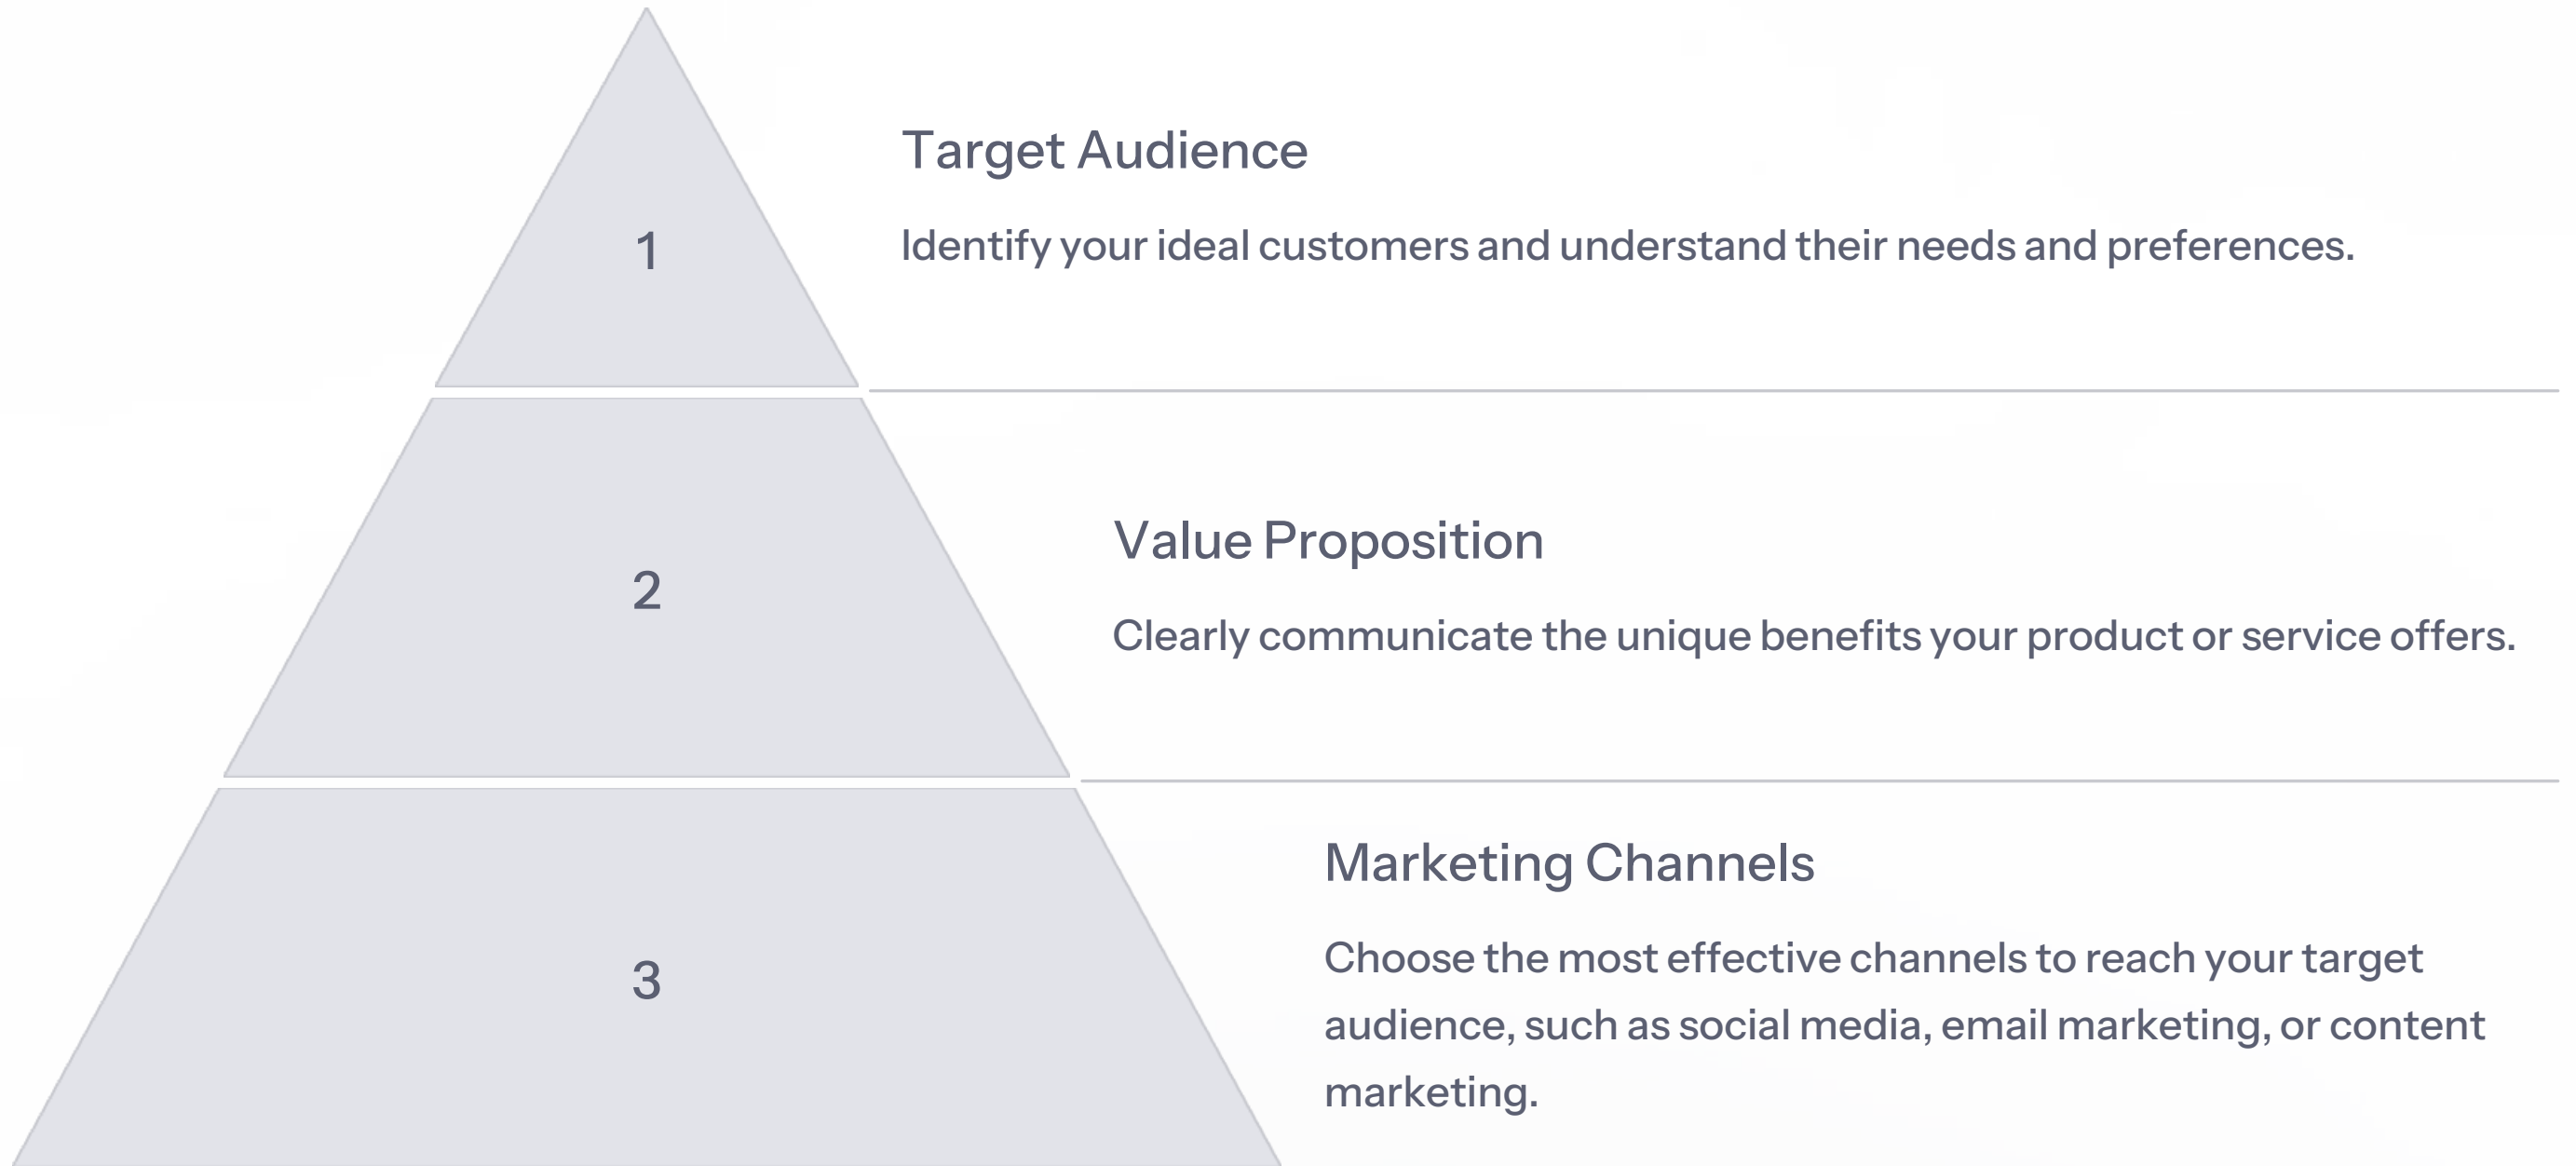 1
Target Audience
Identify your ideal customers and understand their needs and preferences.
2
Value Proposition
Clearly communicate the unique benefits your product or service offers.
3
Marketing Channels
Choose the most effective channels to reach your target
audience, such as social media, email marketing, or content
marketing.